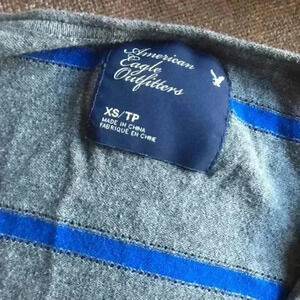 American
Eagle
Outfitters
XS/TP
MADE IN CHINA
FABRIQUÉ EN CHINE